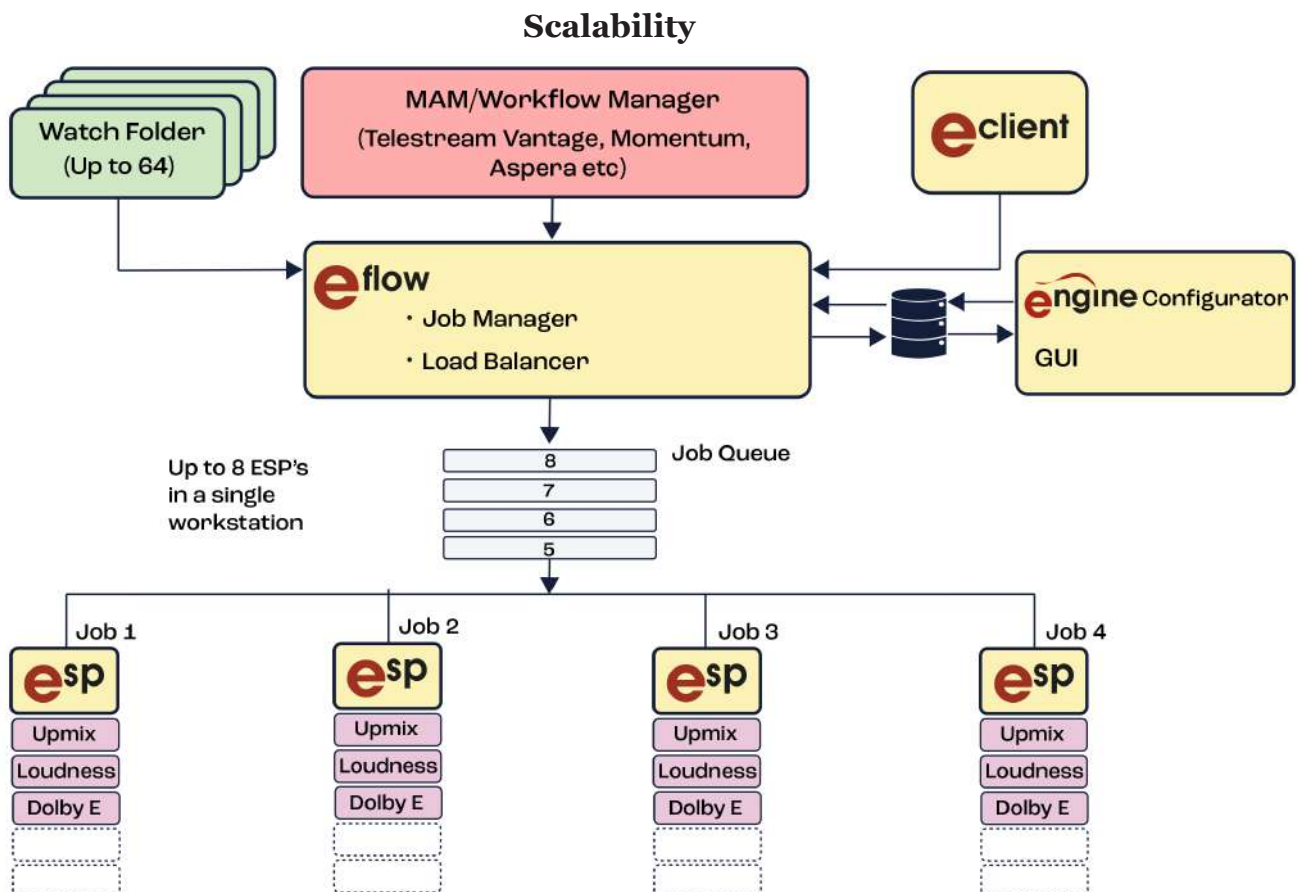 Scalability
Watch Folder
(Up to 64)
MAM/Workflow Manager
(Telestream Vantage, Momentum,
Aspera etc)
eclient
eflow
· Job Manager
· Load Balancer
engine Configurator
GUI
Up to 8 ESP's
in a single
workstation
Job Queue
8
7
6
5
Job 1
Job 2
Job 3
Job 4
esp
esp
esp
esp
Upmix
Upmix
Upmix
Upmix
Loudness
Loudness
Loudness
Loudness
Dolby E
Dolby E
Dolby E
Dolby E